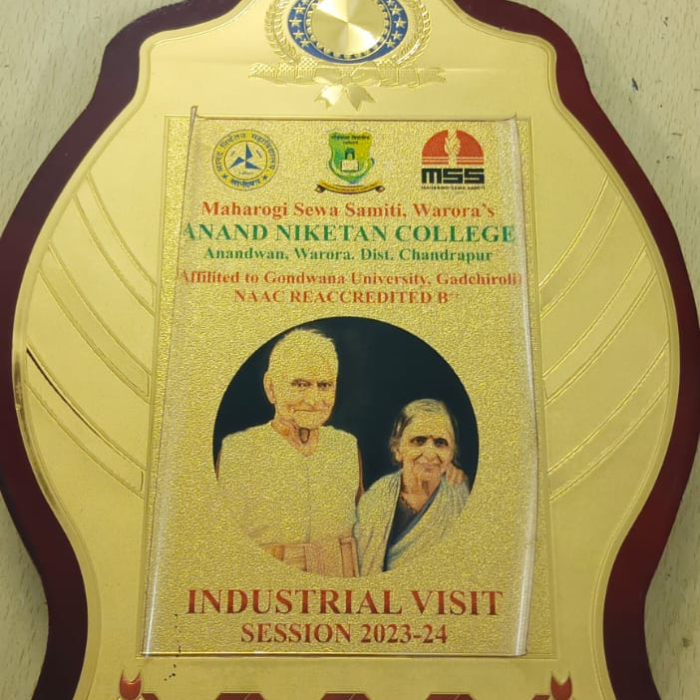 MSS
Maharogi Sewa Samiti, Warora's
ANAND NIKETAN COLLEGE
Anandwan, Warora. Dist. Chandrapur
Affilited to Gondwana University, Gadchiroli
NAAC REACCREDITED B++
INDUSTRIAL VISIT
SESSION 2023-24